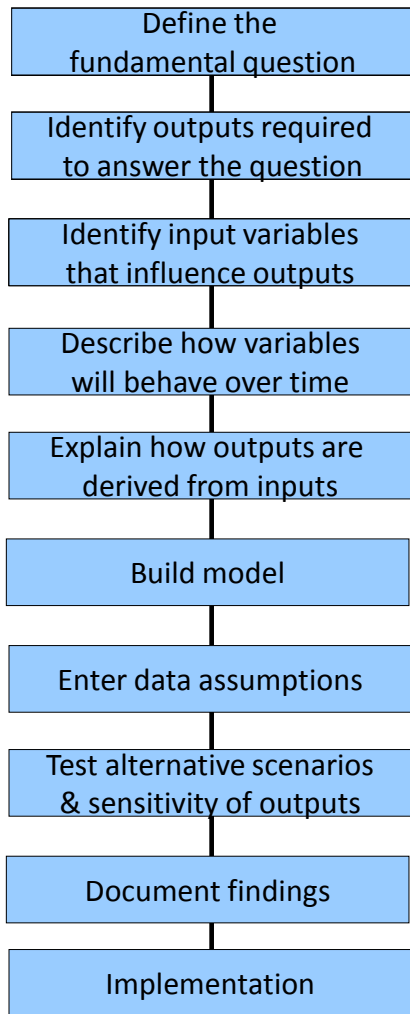 Define the
fundamental question
Identify outputs required
to answer the question
Identify input variables
that influence outputs
Describe how variables
will behave over time
Explain how outputs are
derived from inputs
Build model
Enter data assumptions
Test alternative scenarios
& sensitivity of outputs
Document findings
Implementation